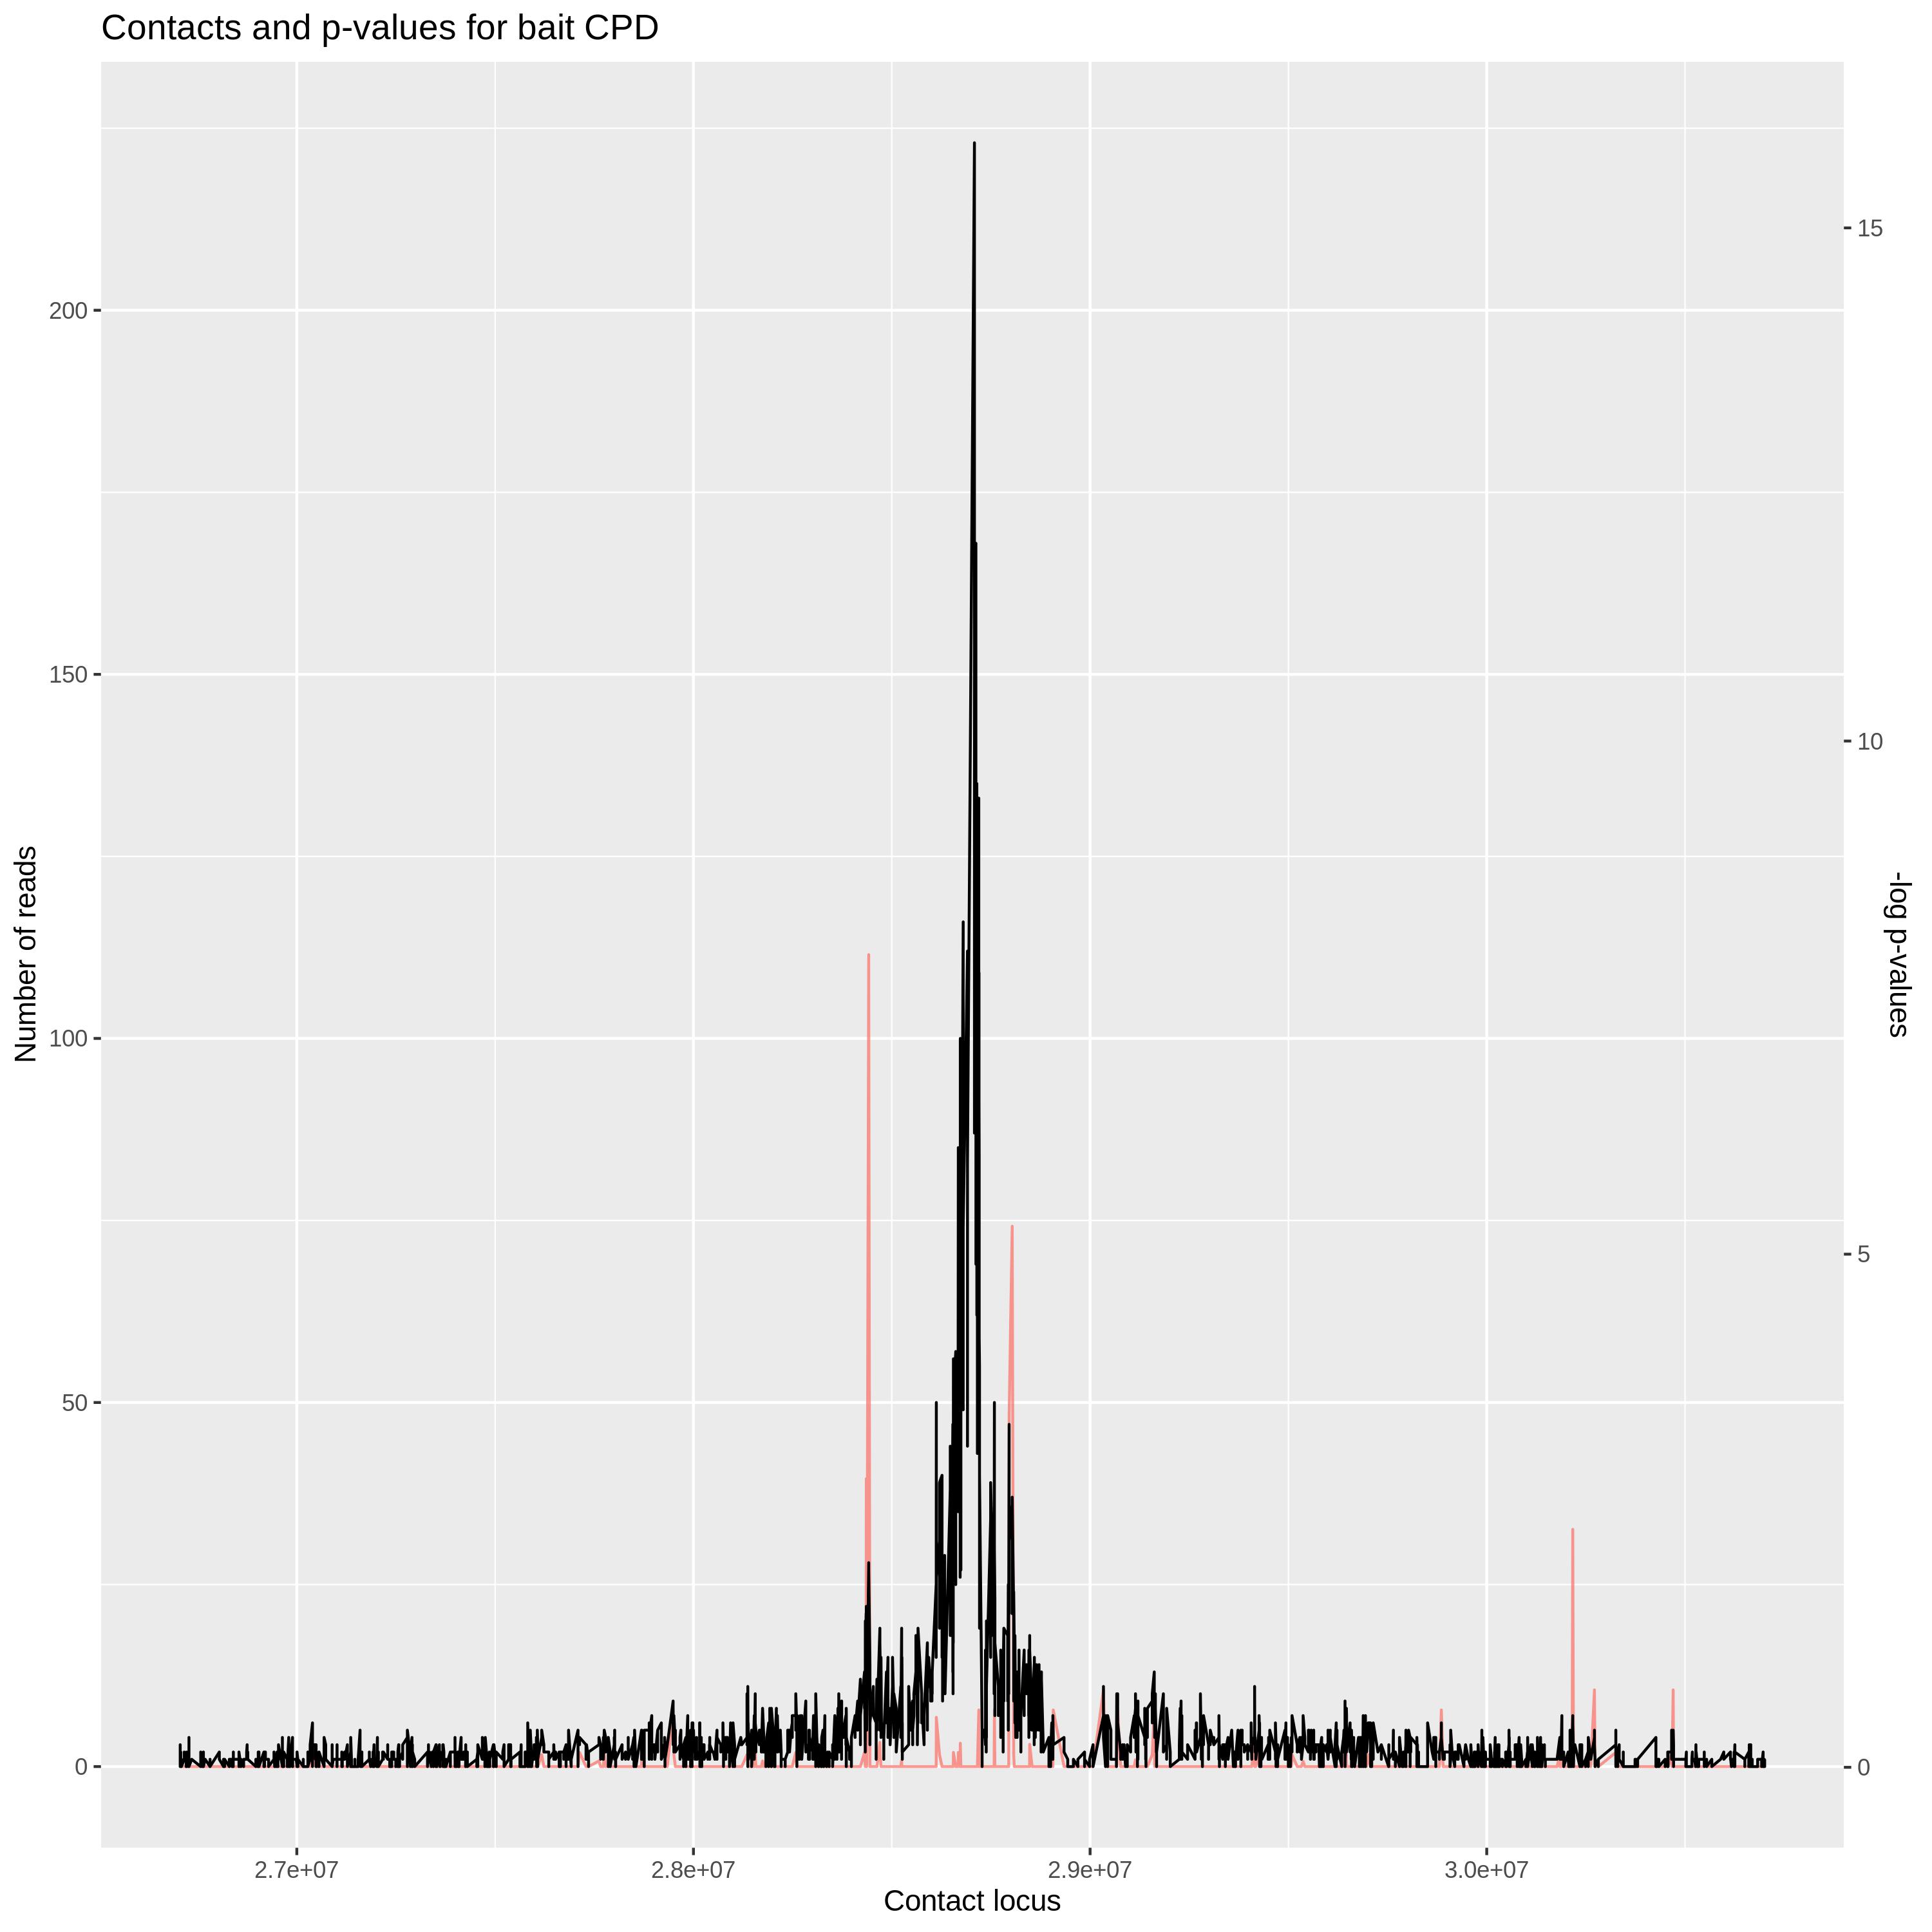 Contacts and p-values for bait CPD
Number of reads
200
150
100
50
0
15
10
5
0
-log p-values
2.7e+07
2.8e+07
2.9e+07
3.0e+07
Contact locus